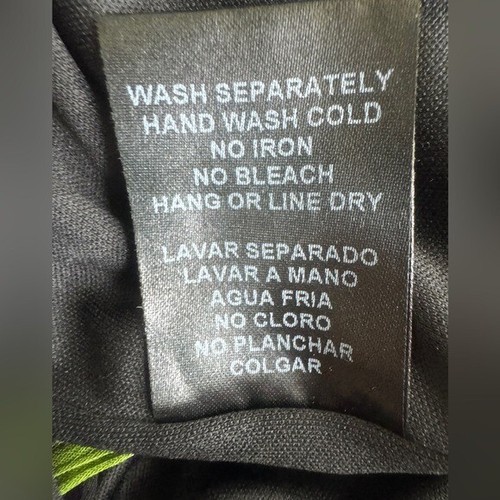 WASH SEPARATELY
HAND WASH COLD
NO IRON
NO BLEACH
HANG OR LINE DRY
LAVAR SEPARADO
LAVAR A MANO
AGUA FRIA
NO CLORO
NO PLANCHAR
COLGAR